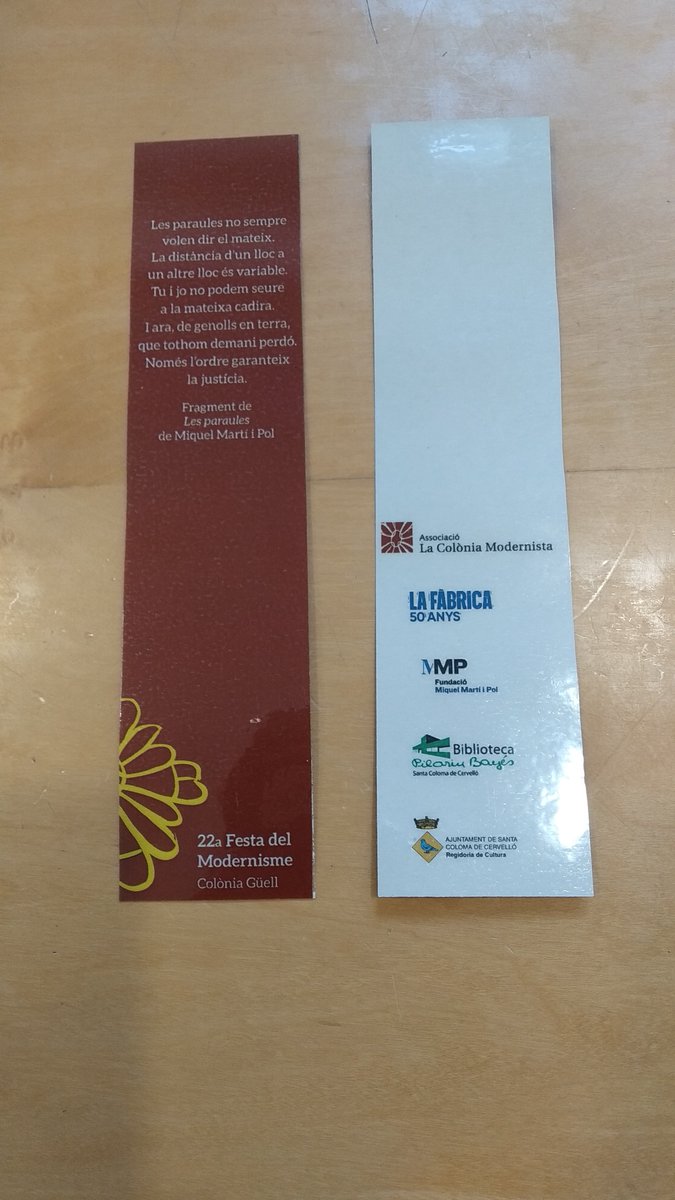 Les paraules no sempre
volen dir el mateix.
La distància d'un lloc a
un altre lloc és variable.
Tu i jo no podem seure
a la mateixa cadira.
I ara, de genolls en terra,
que tothom demani perdó.
Només l'ordre garanteix
la justícia.
Fragment de
Les paraules
de Miquel Martí i Pol
22a Festa del
Modernisme
Colònia Güell
Associació
La Colònia Modernista
LA FÀBRICA
50 ANYS
MMP
Fundació
Miquel Martí i Pol
Biblioteca
Pilarín Bayés
Santa Coloma de Cervelló
AJUNTAMENT DE SANTA
COLOMA DE CERVELLÓ
Regidoria de Cultura